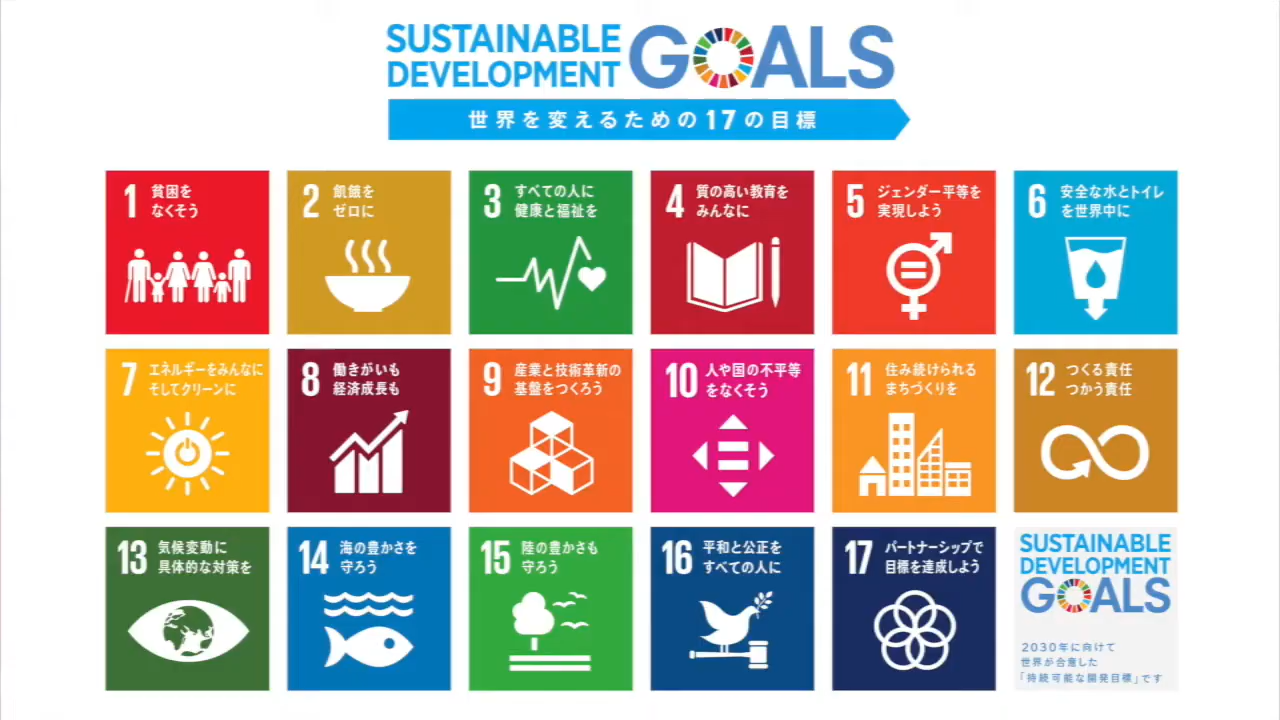 SUSTAINABLE
DEVELOPMENT
GOALS
世界を変えるための17の目標
1
貧困を
なくそう
2
飢餓を
ゼロに
3
すべての人に
健康と福祉を
4
質の高い教育を
みんなに
5
ジェンダー平等を
実現しよう
6
安全な水とトイレ
を世界中に
7
エネルギーをみんなに
そしてクリーンに
8
働きがいも
経済成長も
9
産業と技術革新の
基盤をつくろう
10
人や国の不平等
をなくそう
11
住み続けられる
まちづくりを
12
つくる責任
つかう責任
13
気候変動に
具体的な対策を
14
海の豊かさを
守ろう
15
陸の豊かさも
守ろう
16
平和と公正を
すべての人に
17
パートナーシップで
目標を達成しよう
SUSTAINABLE
DEVELOPMENT
GOALS
2030年に向けて
世界が合意した
「持続可能な開発目標」です